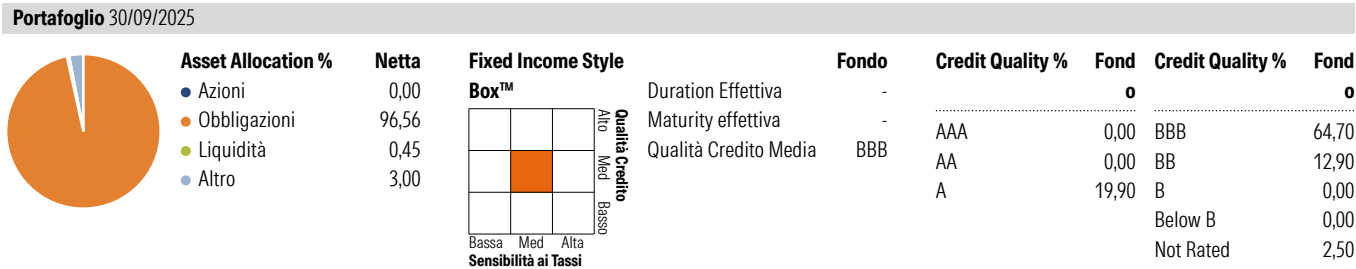 Portafoglio 30/09/2025
Asset Allocation % Netta
Azioni 0,00
Obbligazioni 96,56
Liquidità 0,45
Altro 3,00
Fixed Income Style
Box™
Alto
Med
Basso
Qualità Credito
Bassa Med Alta
Sensibilità ai Tassi
Fondo
Duration Effettiva -
Maturity effettiva -
Qualità Credito Media BBB
Credit Quality % Fond
o
AAA 0,00
AA 0,00
A 19,90
Credit Quality % Fond
o
BBB 64,70
BB 12,90
B 0,00
Below B 0,00
Not Rated 2,50